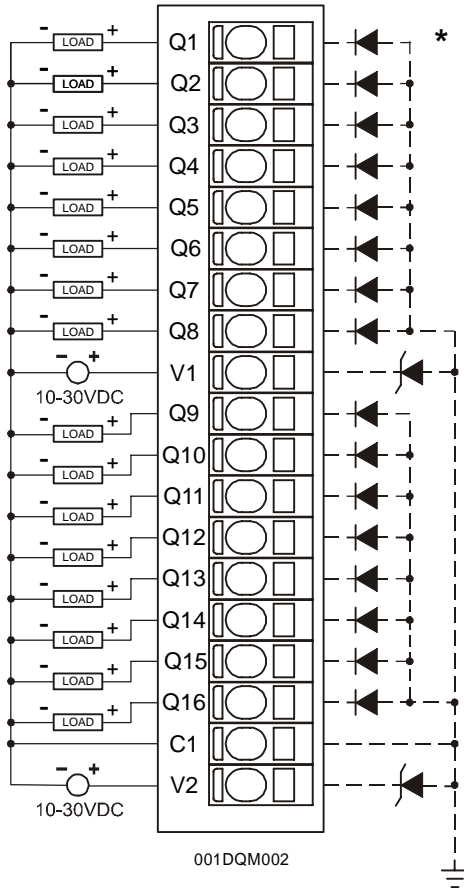 - LOAD + Q1 *
- LOAD + Q2
- LOAD + Q3
- LOAD + Q4
- LOAD + Q5
- LOAD + Q6
- LOAD + Q7
- LOAD + Q8
- + V1
10-30VDC
- LOAD + Q9
- LOAD + Q10
- LOAD + Q11
- LOAD + Q12
- LOAD + Q13
- LOAD + Q14
- LOAD + Q15
- LOAD + Q16
C1
- + V2
10-30VDC
001DQM002